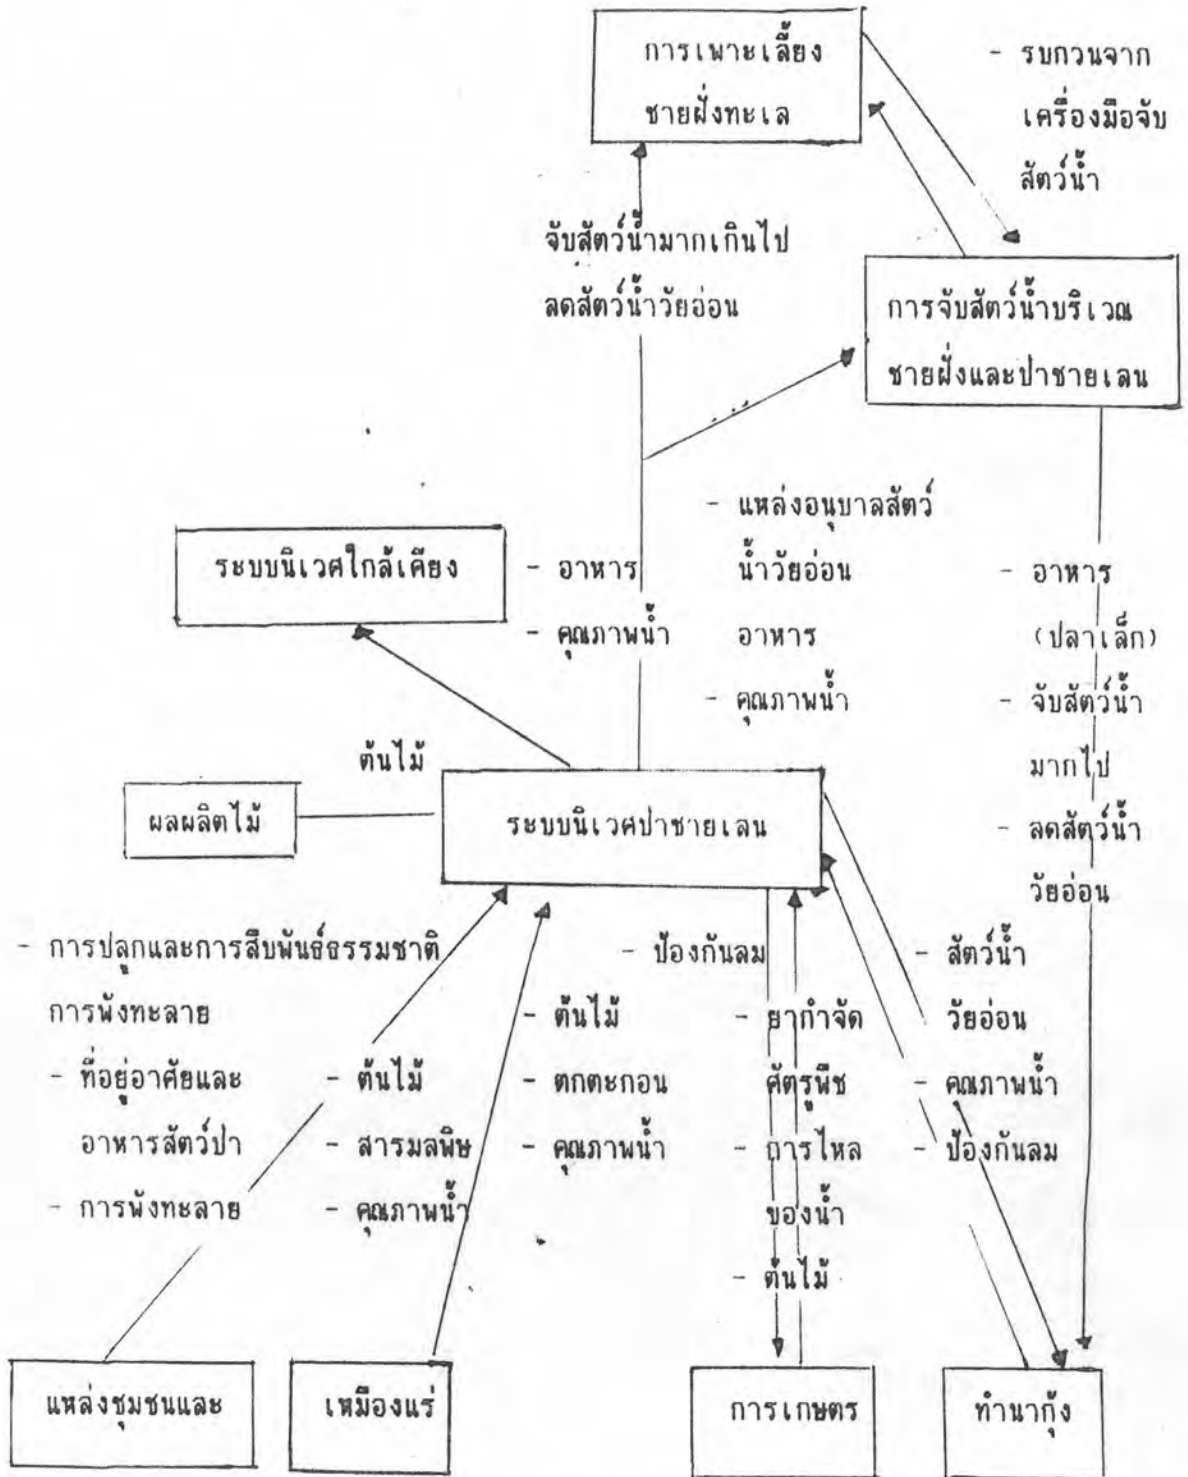 การเพาะเลี้ยง
ชายฝั่งทะเล
- รบกวนจาก
เครื่องมือจับ
สัตว์น้ำ
จับสัตว์น้ำมากเกินไป
ลดสัตว์น้ำวัยอ่อน
การจับสัตว์น้ำบริเวณ
ชายฝั่งและป่าชายเลน
ระบบนิเวศใกล้เคียง
- อาหาร
- คุณภาพน้ำ
- แหล่งอนุบาลสัตว์
น้ำวัยอ่อน
อาหาร
- คุณภาพน้ำ
- อาหาร
(ปลาเล็ก)
- จับสัตว์น้ำ
มากไป
- ลดสัตว์น้ำ
วัยอ่อน
ต้นไม้
ผลผลิตไม้
ระบบนิเวศป่าชายเลน
- การปลูกและการสืบพันธ์ธรรมชาติ
การพังทะลาย
- ที่อยู่อาศัยและ
อาหารสัตว์ป่า
- การพังทะลาย
- ต้นไม้
- สารมลพิษ
- คุณภาพน้ำ
- ต้นไม้
- ตกตะกอน
- คุณภาพน้ำ
- ป้องกันลม
- ยากำจัด
ศัตรูพืช
- การไหล
ของน้ำ
- ต้นไม้
- สัตว์น้ำ
วัยอ่อน
- คุณภาพน้ำ
- ป้องกันลม
แหล่งชุมชนและ
เหมืองแร่
การเกษตร
ทำนากุ้ง